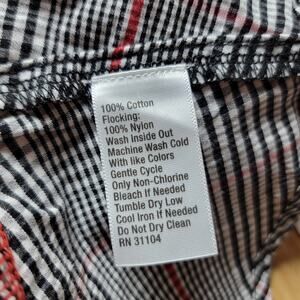 100% Cotton
Flocking:
100% Nylon
Wash Inside Out
Machine Wash Cold
With like Colors
Gentle Cycle
Only Non-Chlorine
Bleach If Needed
Tumble Dry Low
Cool Iron If Needed
Do Not Dry Clean
RN 31104